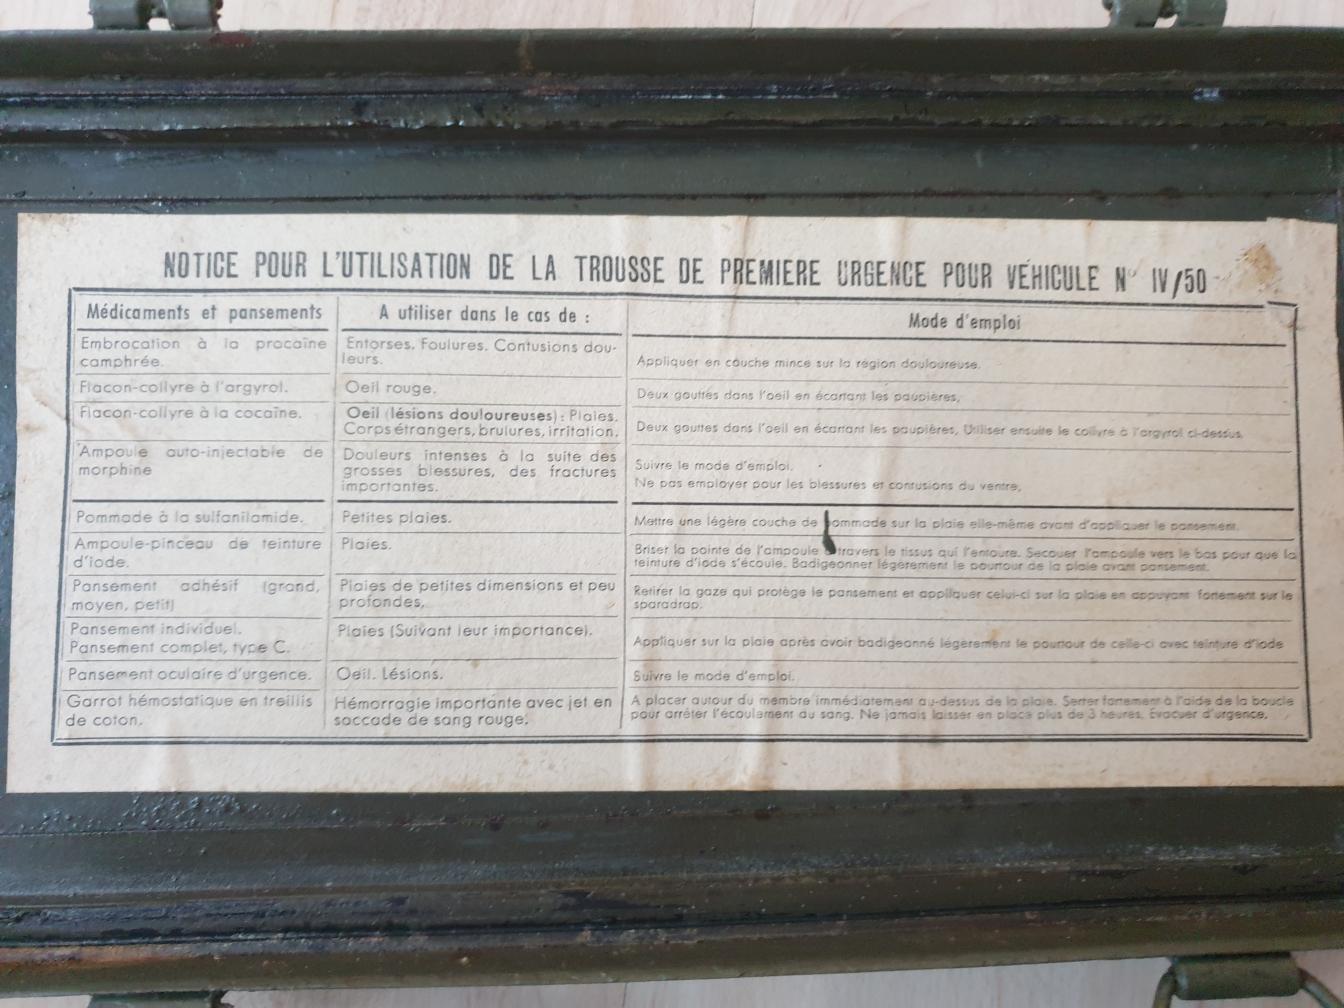 NOTICE POUR L'UTILISATION DE LA TROUSSE DE PREMIERE URGENCE POUR VÉHICULE N° IV/50
Médicaments et pansements
A utiliser dans le cas de :
Mode d'emploi
Embrocation à la procaïne
camphrée.
Entorses. Foulures. Contusions dou-
leurs.
Appliquer en couche mince sur la région douloureuse.
Flacon-collyre à l'argyrol.
Oeil rouge.
Deux gouttes dans l'oeil en écartant les paupières,
Flacon-collyre à la cocaïne.
Oeil (lésions douloureuses) : Plaies.
Corps étrangers, brulures, irritation.
Deux gouttes dans l'oeil en écartant les paupières, Utiliser ensuite le collyre à l'argyrol ci-dessus.
Ampoule auto-injectable de
morphine
Douleurs intenses à la suite des
grosses blessures, des fractures
importantes.
Suivre le mode d'emploi.
Ne pas employer pour les blessures et contusions du ventre.
Pommade à la sulfanilamide.
Petites plaies.
Mettre une légère couche de pommade sur la plaie elle-même avant d'appliquer le pansement.
Ampoule-pinceau de teinture
d'iode.
Plaies.
Briser la pointe de l'ampoule à travers le tissus qui l'entoure. Secouer l'ampoule vers le bas pour que la
teinture d'iode s'écoule. Badigeonner légèrement le pourtour de la plaie avant pansement.
Pansement adhésif (grand,
moyen, petit)
Plaies de petites dimensions et peu
profondes,
Retirer la gaze qui protège le pansement et appliquer celui-ci sur la plaie en appuyant fortement sur le
sparadrap.
Pansement individuel.
Pansement complet, type C.
Plaies (Suivant leur importance).
Appliquer sur la plaie après avoir badigeonné légèrement le pourtour de celle-ci avec teinture d'iode
Pansement oculaire d'urgence.
Oeil. Lésions.
Suivre le mode d'emploi.
Garrot hémostatique en treillis
de coton.
Hémorragie importante avec jet en
saccade de sang rouge.
A placer autour du membre immédiatement au-dessus de la plaie. Serrer fortement à l'aide de la boucle
pour arrêter l'écoulement du sang. Ne jamais laisser en place plus de 3 heures. Evacuer d'urgence.